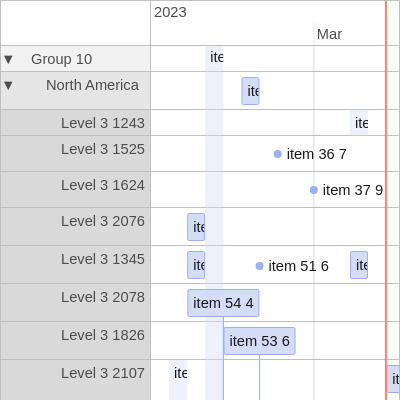 2023
Mar
▼ Group 10 ite
▼ North America ite
Level 3 1243 ite
Level 3 1525 item 36 7
Level 3 1624 item 37 9
Level 3 2076 ite
Level 3 1345 ite item 51 6 ite
Level 3 2078 item 54 4
Level 3 1826 item 53 6
Level 3 2107 ite it